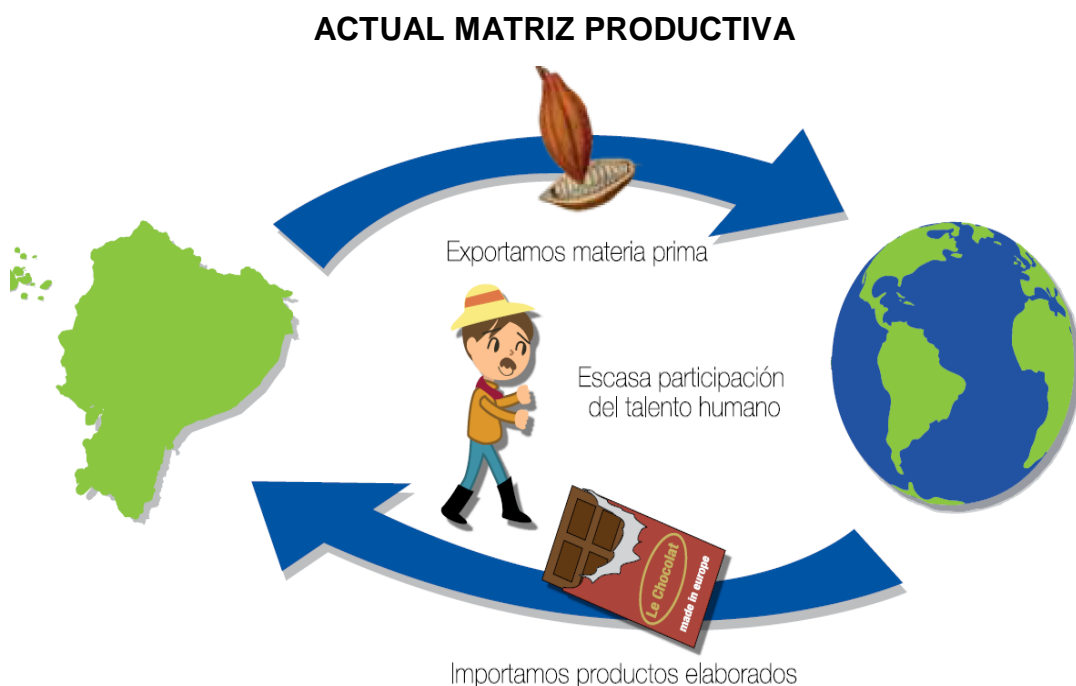 ACTUAL MATRIZ PRODUCTIVA
Exportamos materia prima
Escasa participación
del talento humano
Le Chocolat
made in europe
Importamos productos elaborados